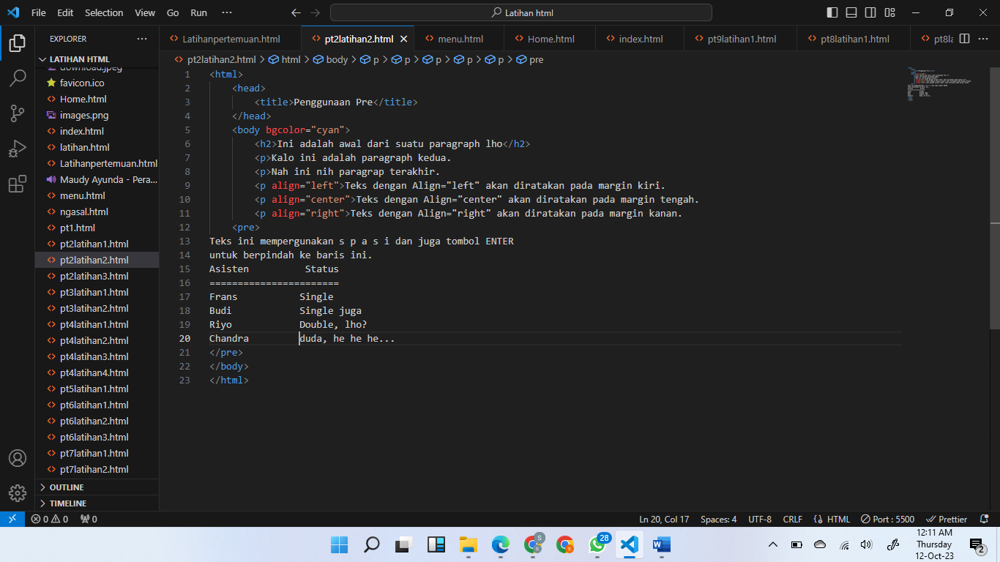 File Edit Selection View Go Run ··· Latihan html
EXPLORER ···
LATIHAN HTML
download.jpeg
favicon.ico
Home.html
images.png
index.html
latihan.html
Latihanpertemuan.html
Maudy Ayunda - Pera...
menu.html
ngasal.html
pt1.html
pt2latihan1.html
pt2latihan2.html
pt2latihan3.html
pt3latihan1.html
pt3latihan2.html
pt4latihan1.html
pt4latihan2.html
pt4latihan3.html
pt4latihan4.html
pt5latihan1.html
pt6latihan1.html
pt6latihan2.html
pt6latihan3.html
pt7latihan1.html
pt7latihan2.html
OUTLINE
TIMELINE
Latihanpertemuan.html pt2latihan2.html menu.html Home.html index.html pt9latihan1.html pt8latihan1.html pt8la ···
pt2latihan2.html > html > body > p > p > p > p > p > pre
1 <html>
2     <head>
3         <title>Penggunaan Pre</title>
4     </head>
5     <body bgcolor="cyan">
6         <h2>Ini adalah awal dari suatu paragraph lho</h2>
7         <p>Kalo ini adalah paragraph kedua.
8         <p>Nah ini nih paragrap terakhir.
9         <p align="left">Teks dengan Align="left" akan diratakan pada margin kiri.
10         <p align="center">Teks dengan Align="center" akan diratakan pada margin tengah.
11         <p align="right">Teks dengan Align="right" akan diratakan pada margin kanan.
12     <pre>
13 Teks ini mempergunakan s p a s i dan juga tombol ENTER
14 untuk berpindah ke baris ini.
15 Asisten          Status
16 =======================
17 Frans           Single
18 Budi            Single juga
19 Riyo            Double, lho?
20 Chandra         duda, he he he...
21 </pre>
22 </body>
23 </html>
0 0 0 Ln 20, Col 17 Spaces: 4 UTF-8 CRLF {} HTML Port : 5500 Prettier
S S 28 W
12:11 AM
Thursday
12-Oct-23
2